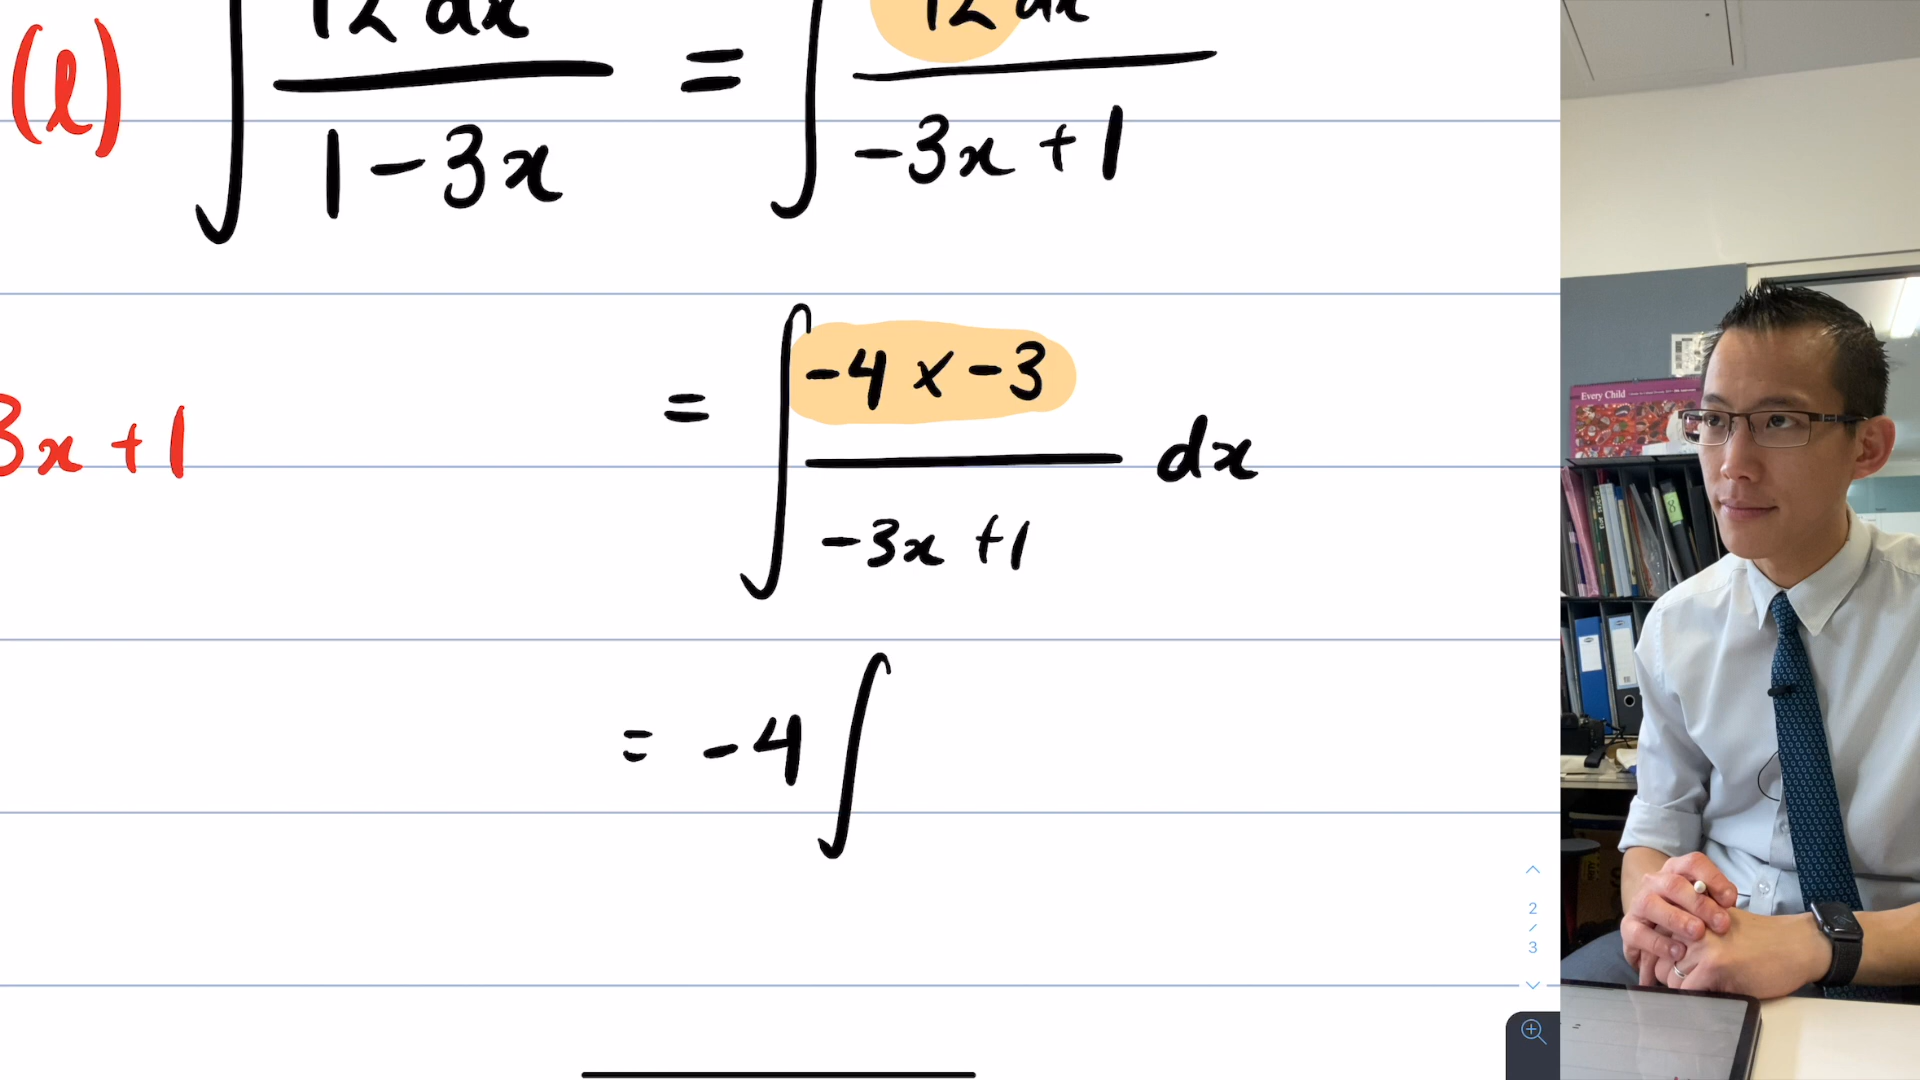 (l) ∫ 12 dx = ∫ 12 dx
1 - 3x   -3x + 1
= ∫ -4 x -3 dx
3x + 1
-3x + 1
= -4 ∫
2
/
3
Every Child